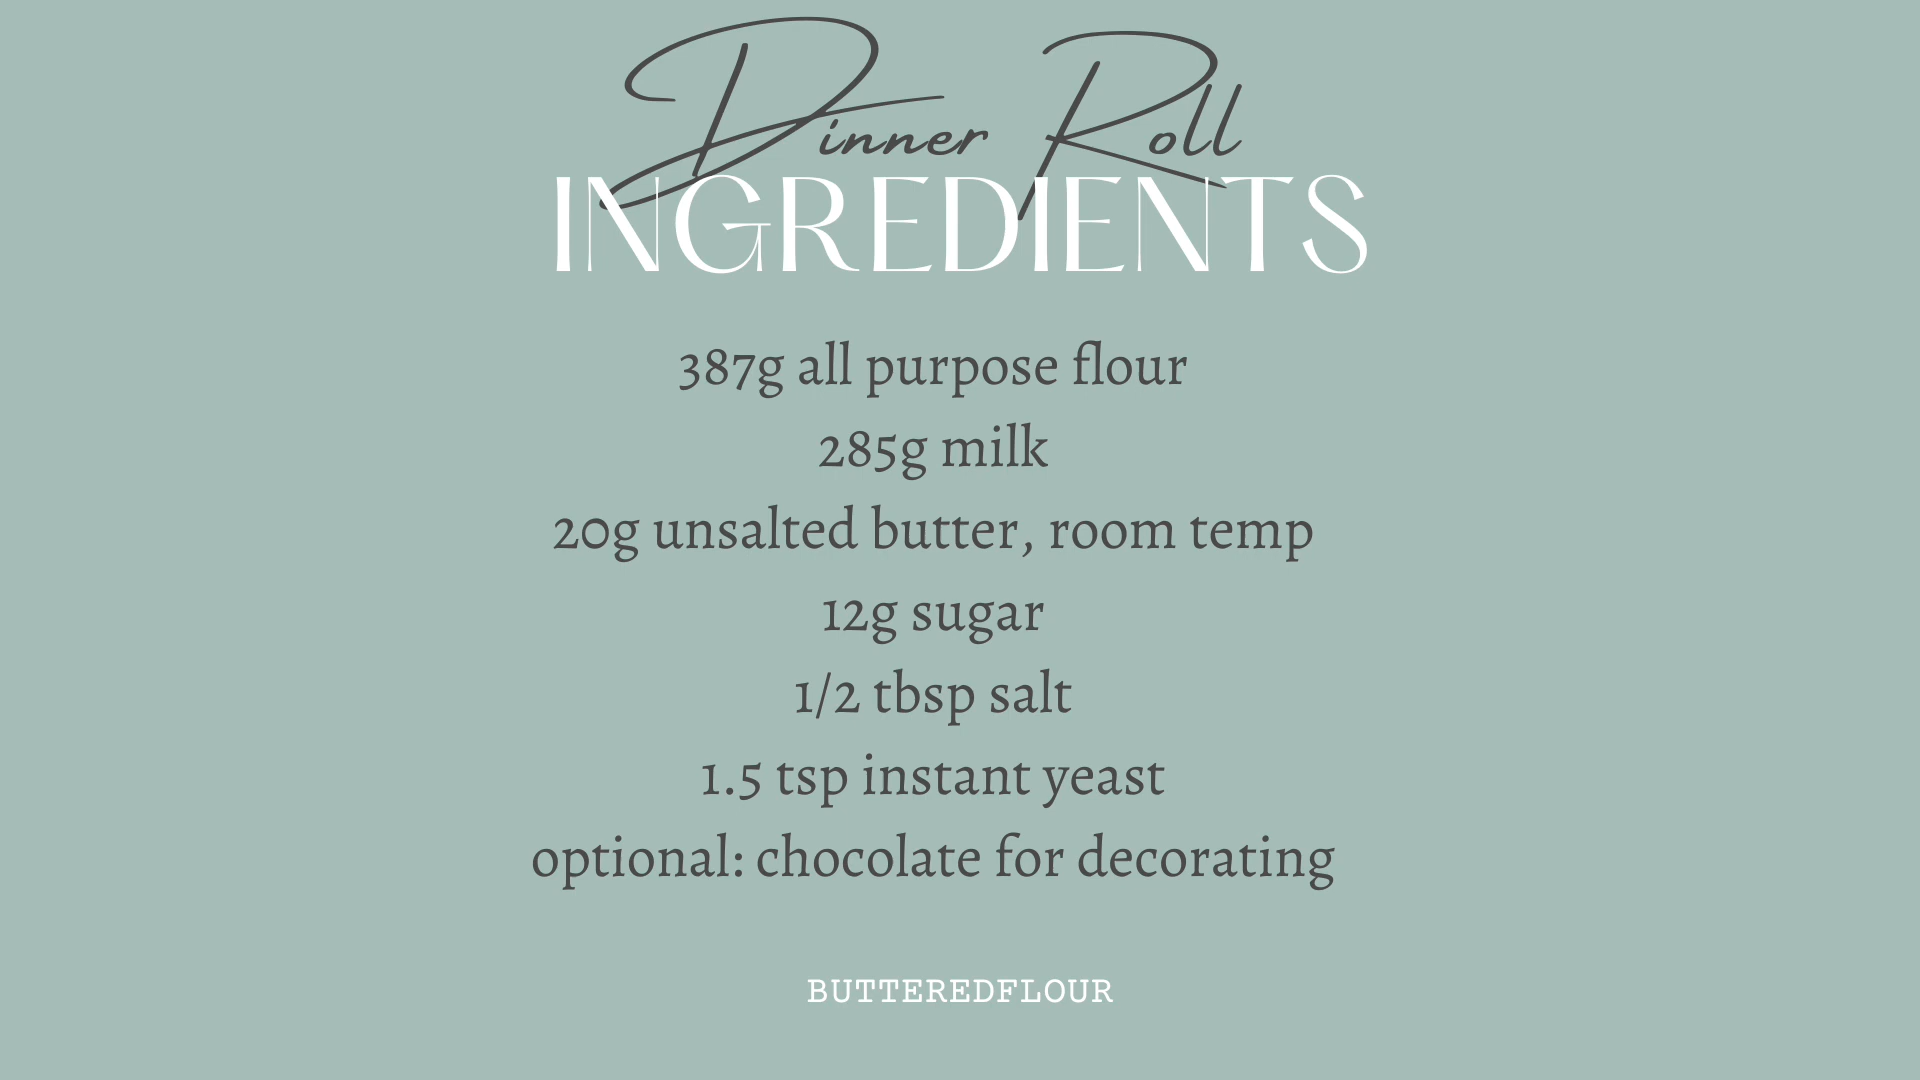 Dinner Roll
INGREDIENTS
387g all purpose flour
285g milk
20g unsalted butter, room temp
12g sugar
1/2 tbsp salt
1.5 tsp instant yeast
optional: chocolate for decorating
BUTTEREDFLOUR